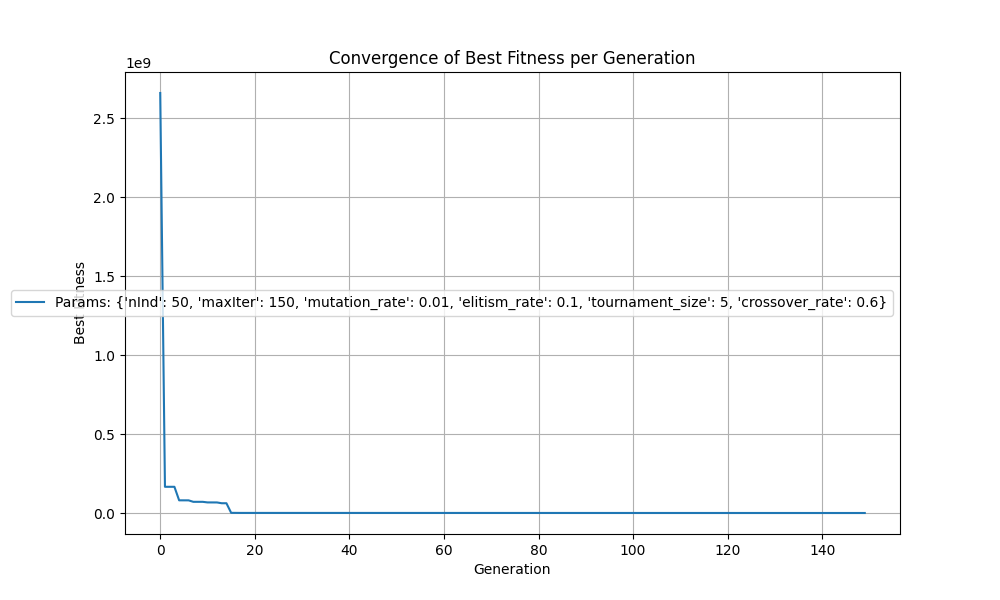 Convergence of Best Fitness per Generation
1e9
2.5
2.0
1.5
1.0
0.5
0.0
Best
Params: {'nInd': 50, 'maxIter': 150, 'mutation_rate': 0.01, 'elitism_rate': 0.1, 'tournament_size': 5, 'crossover_rate': 0.6}
0 20 40 60 80 100 120 140
Generation